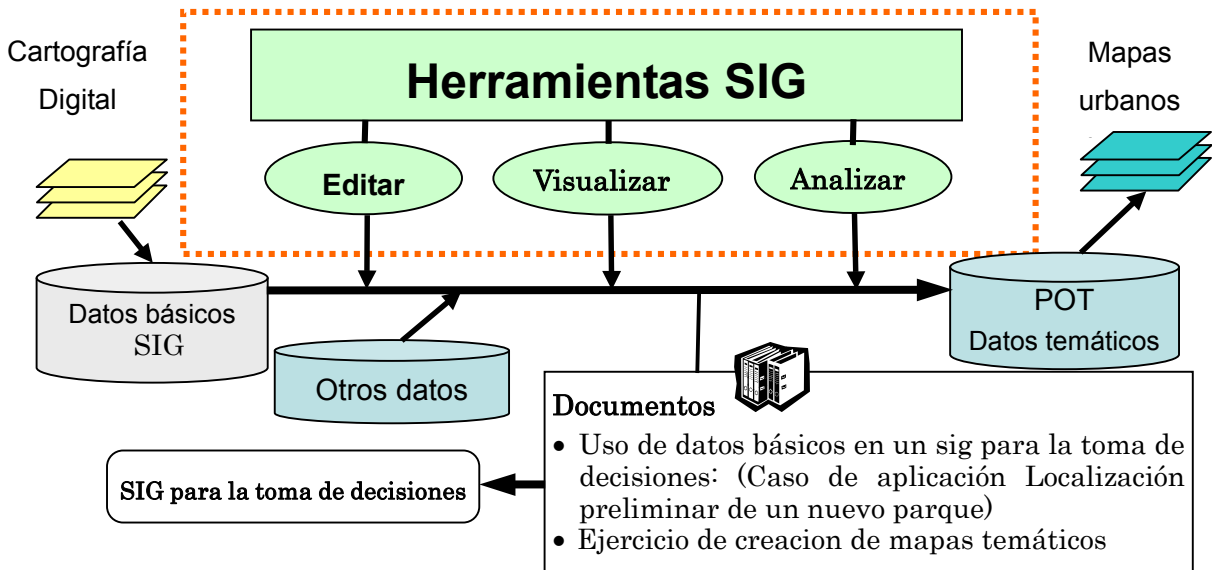 Cartografía
Digital
Herramientas SIG
Mapas
urbanos
Editar
Visualizar
Analizar
Datos básicos
SIG
Otros datos
POT
Datos temáticos
Documentos
• Uso de datos básicos en un sig para la toma de
decisiones: (Caso de aplicación Localización
preliminar de un nuevo parque)
• Ejercicio de creacion de mapas temáticos
SIG para la toma de decisiones